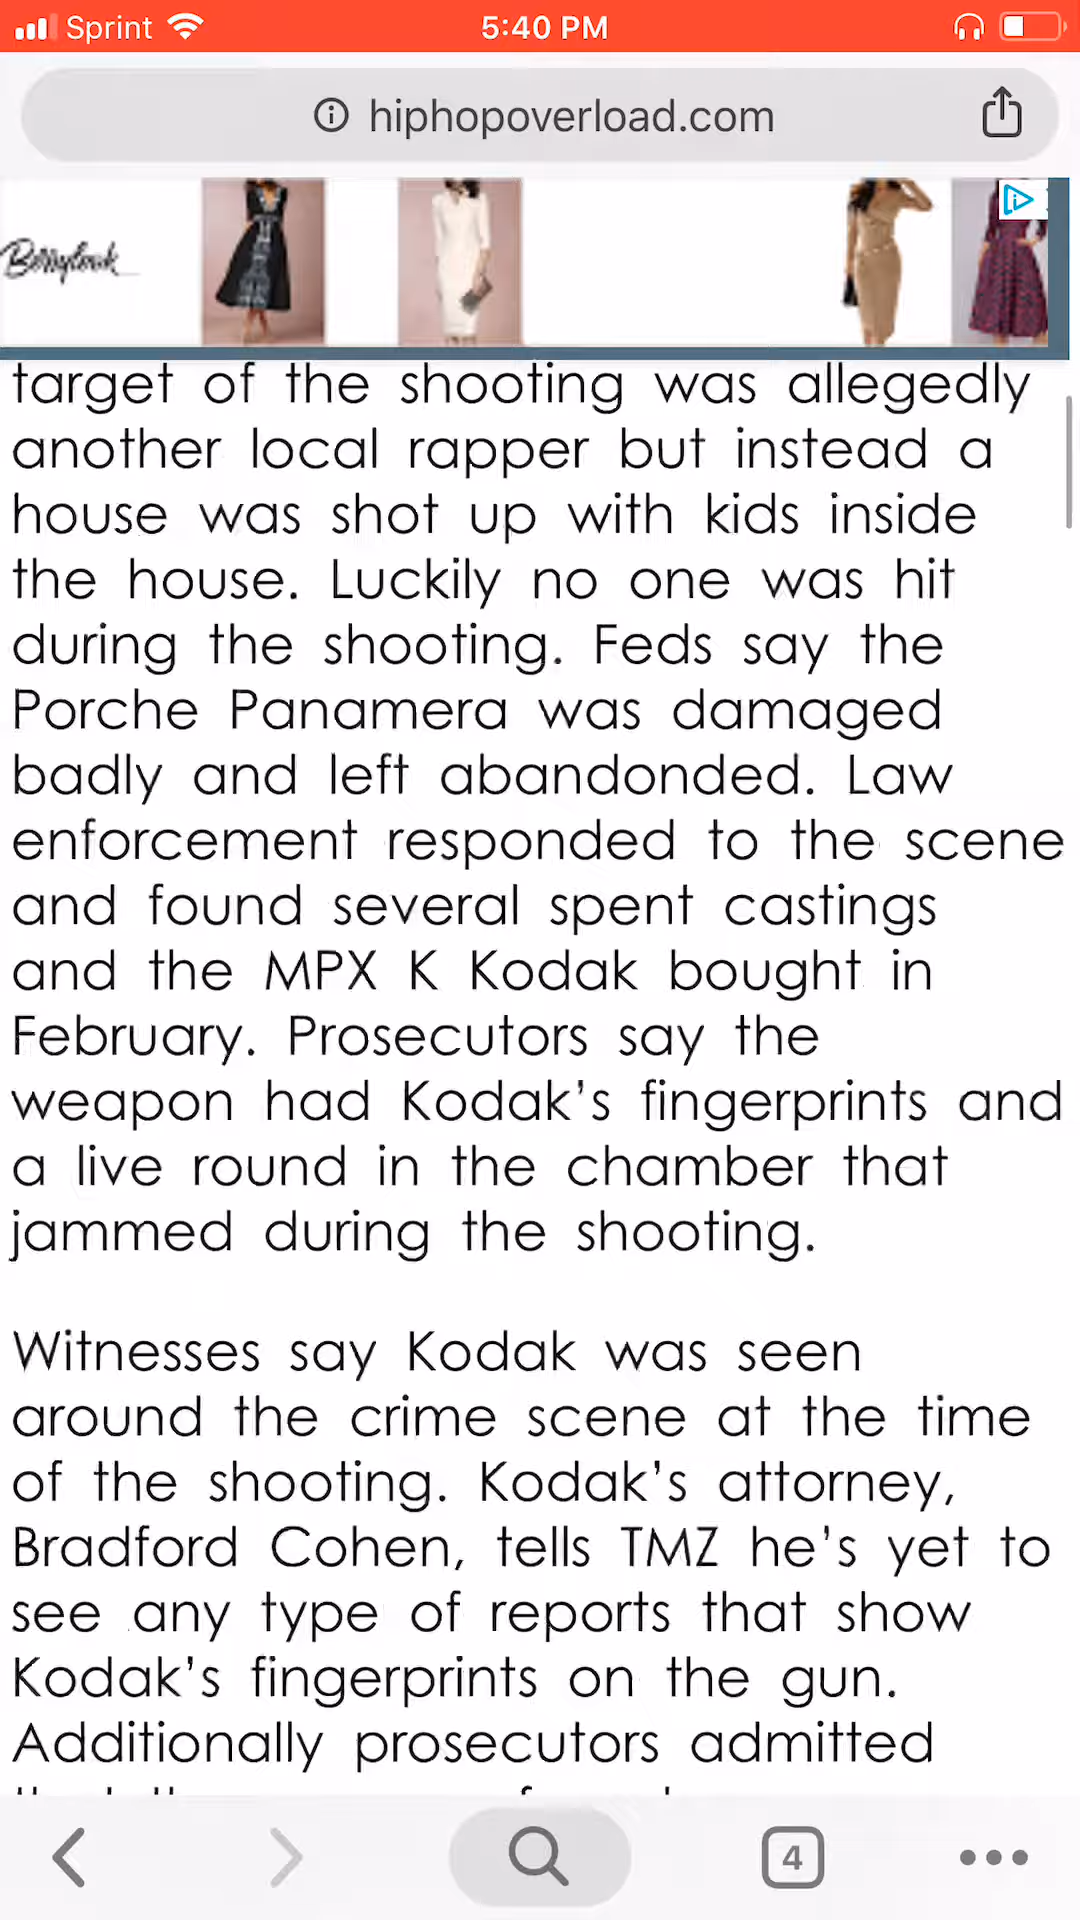 Sprint 5:40 PM
hiphopoverload.com
Berrylook
target of the shooting was allegedly
another local rapper but instead a
house was shot up with kids inside
the house. Luckily no one was hit
during the shooting. Feds say the
Porche Panamera was damaged
badly and left abandonded. Law
enforcement responded to the scene
and found several spent castings
and the MPX K Kodak bought in
February. Prosecutors say the
weapon had Kodak's fingerprints and
a live round in the chamber that
jammed during the shooting.
Witnesses say Kodak was seen
around the crime scene at the time
of the shooting. Kodak's attorney,
Bradford Cohen, tells TMZ he's yet to
see any type of reports that show
Kodak's fingerprints on the gun.
Additionally prosecutors admitted
4